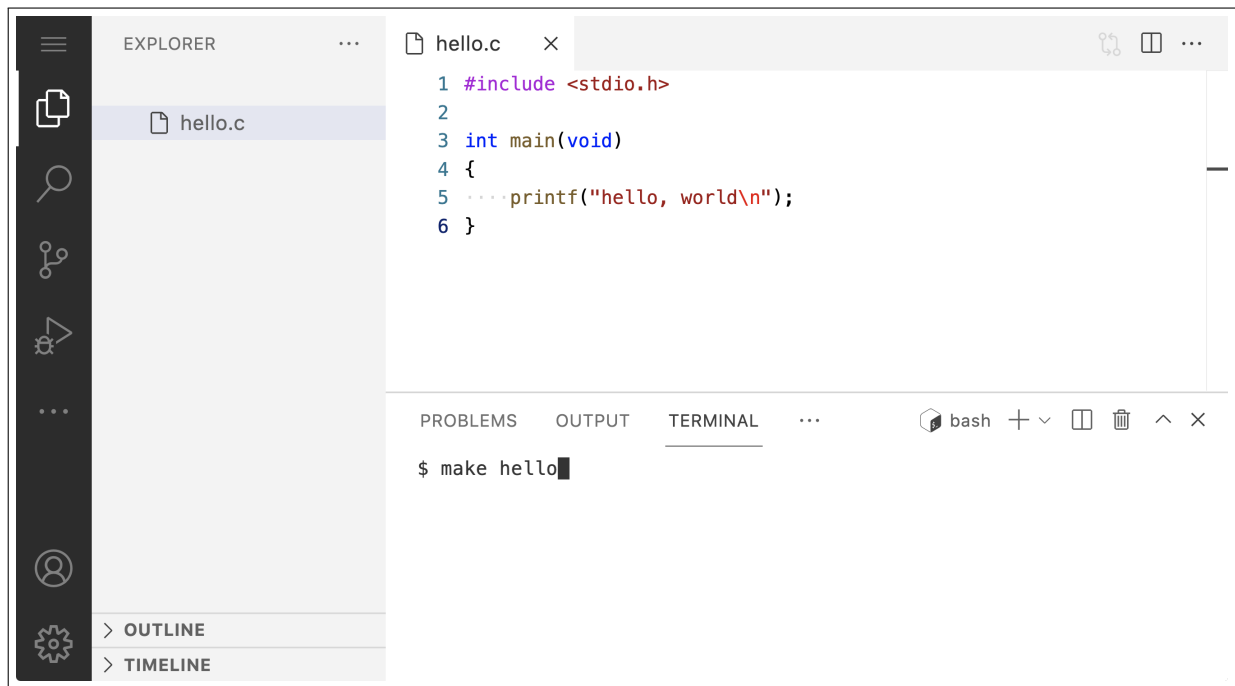 EXPLORER
hello.c
hello.c
1 #include <stdio.h>
2
3 int main(void)
4 {
5 ····printf("hello, world\n");
6 }
PROBLEMS OUTPUT TERMINAL ··· bash
$ make hello
OUTLINE
TIMELINE